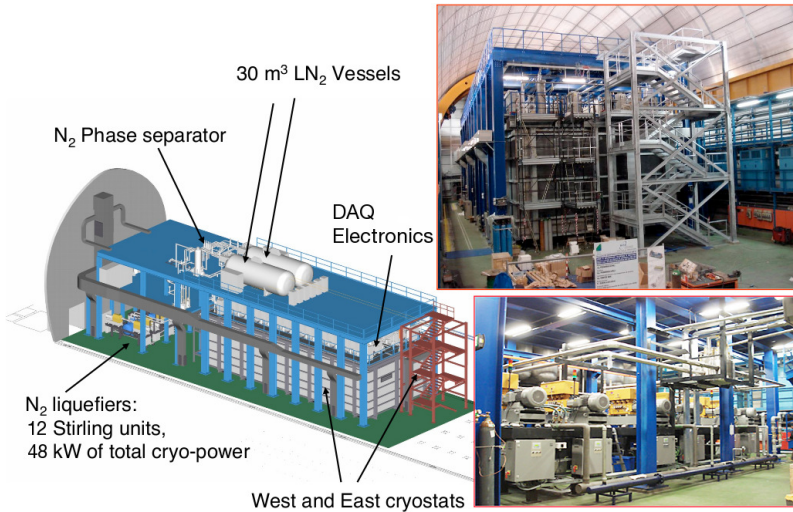 30 m³ LN₂ Vessels
N₂ Phase separator
DAQ
Electronics
N₂ liquefiers:
12 Stirling units,
48 kW of total cryo-power
West and East cryostats